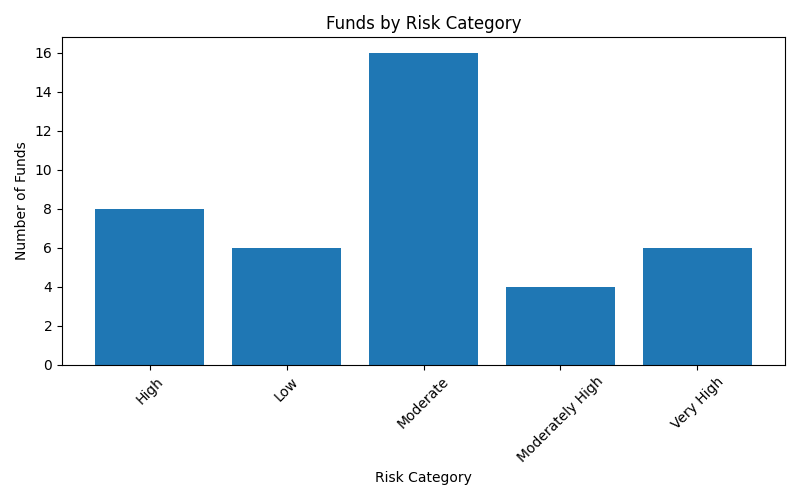 Funds by Risk Category
Number of Funds
16
14
12
10
8
6
4
2
0
High
Low
Moderate
Moderately High
Very High
Risk Category